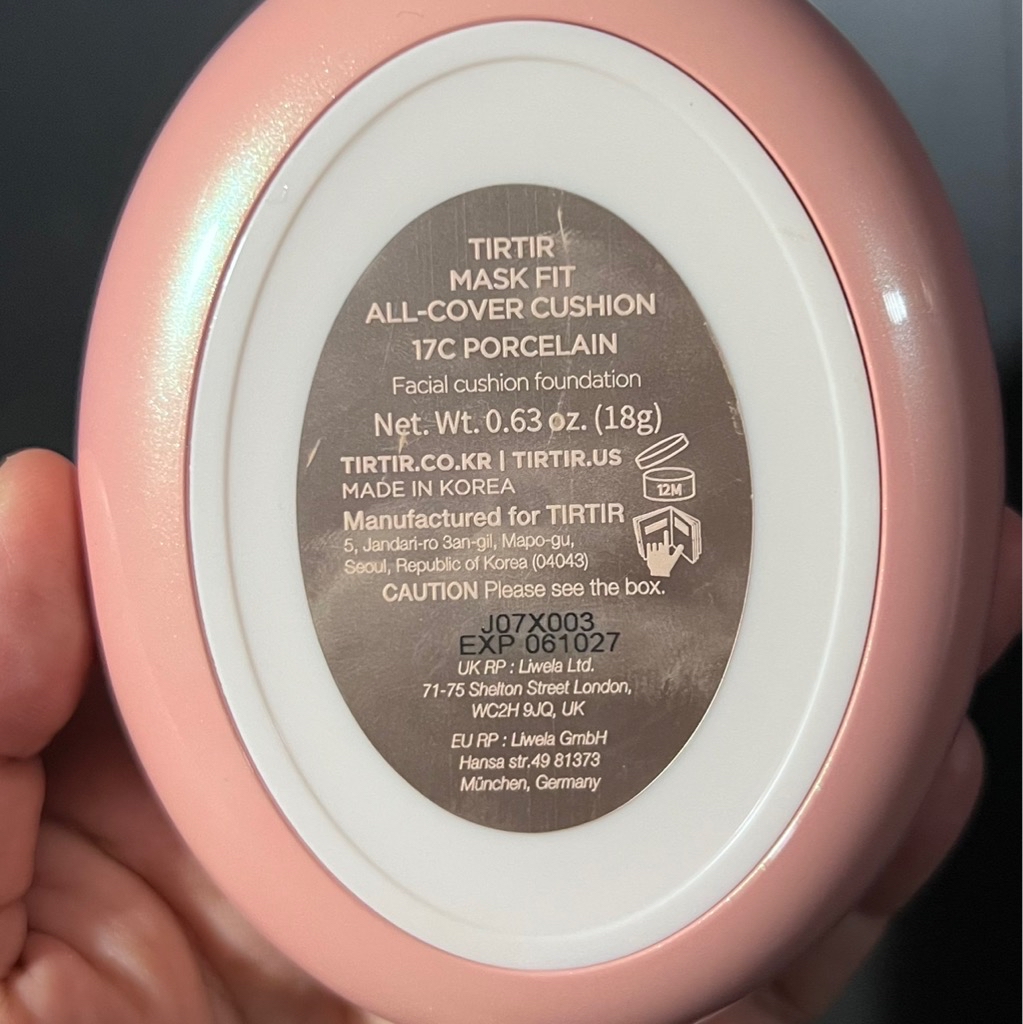 TIRTIR
MASK FIT
ALL-COVER CUSHION
17C PORCELAIN
Facial cushion foundation
Net. Wt. 0.63 oz. (18g)
TIRTIR.CO.KR | TIRTIR.US
12M
MADE IN KOREA
Manufactured for TIRTIR
5, Jandari-ro 3an-gil, Mapo-gu,
Seoul, Republic of Korea (04043)
CAUTION Please see the box.
J07X003
EXP 061027
UK RP : Liwela Ltd.
71-75 Shelton Street London,
WC2H 9JQ, UK
EU RP : Liwela GmbH
Hansa str,49 81373
München, Germany